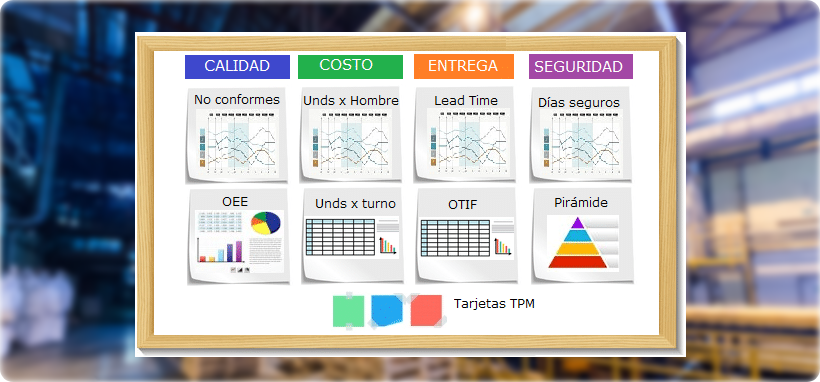 CALIDAD
COSTO
ENTREGA
SEGURIDAD
No conformes
Unds x Hombre
Lead Time
Días seguros
OEE
Unds x turno
OTIF
Pirámide
Tarjetas TPM